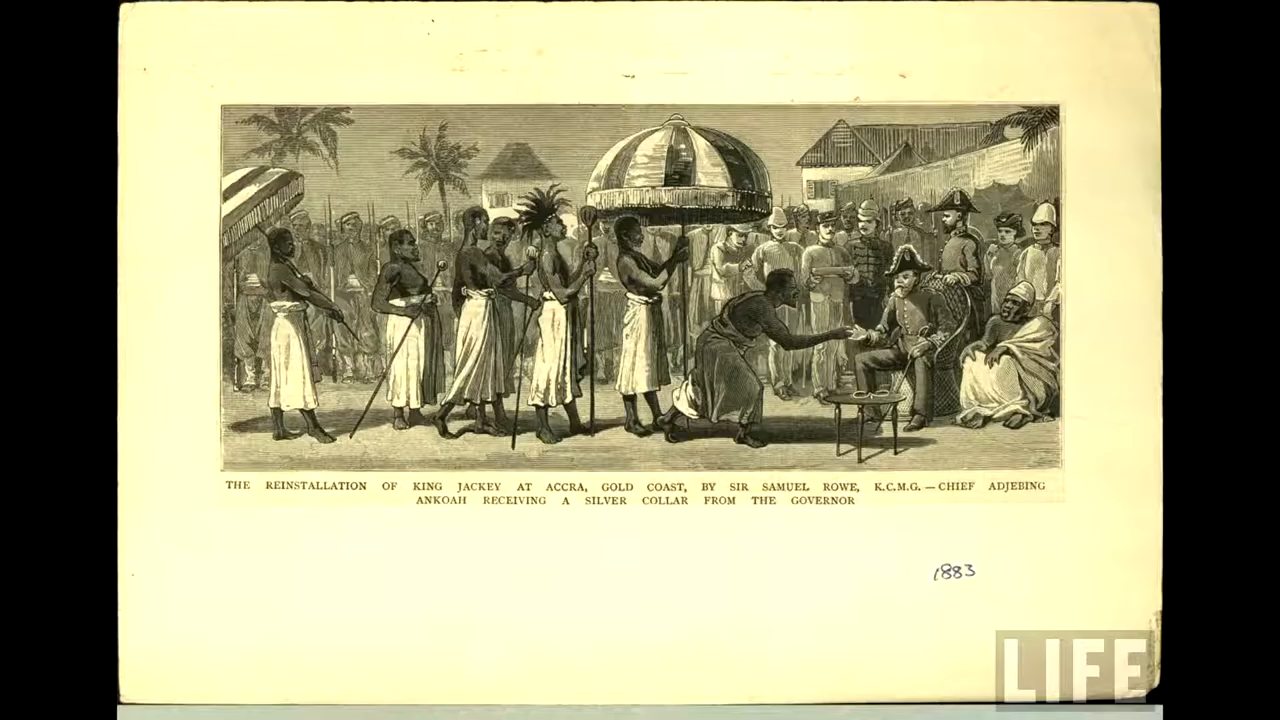 THE REINSTALLATION OF KING JACKEY AT ACCRA, GOLD COAST, BY SIR SAMUEL ROWE, K.C.M.G. — CHIEF ADJEBING
ANKOAH RECEIVING A SILVER COLLAR FROM THE GOVERNOR
1883
LIFE